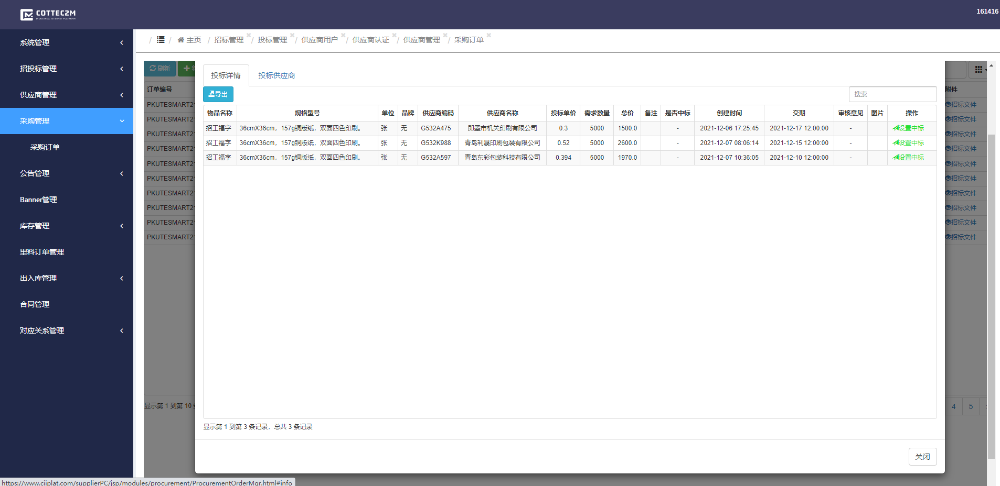 COTTEC2M
INDUSTRIAL INTERNET PLATFORM
161416
系统管理
招投标管理
供应商管理
采购管理
采购订单
公告管理
Banner管理
库存管理
里料订单管理
出入库管理
合同管理
对应关系管理
/ / 主页 / 招标管理 / 投标管理 / 供应商用户 / 供应商认证 / 供应商管理 / 采购订单
刷新
订单编号
PKUTESMART2
PKUTESMART2
PKUTESMART2
PKUTESMART2
PKUTESMART2
PKUTESMART2
PKUTESMART2
PKUTESMART2
PKUTESMART2
PKUTESMART2
显示第 1 到第 10
投标详情 投标供应商
导出 搜索
物品名称 规格型号 单位 品牌 供应商编码 供应商名称 投标单价 需求数量 总价 备注 是否中标 创建时间 交期 审核意见 图片 操作
招工福字 36cmX36cm，157g铜版纸，双面四色印刷。 张 无 G532A475 即墨市机关印刷有限公司 0.3 5000 1500.0 - 2021-12-06 17:25:45 2021-12-17 12:00:00 - 设置中标
招工福字 36cmX36cm，157g铜版纸，双面四色印刷。 张 无 G532K988 青岛利晟印刷包装有限公司 0.52 5000 2600.0 - 2021-12-07 08:06:14 2021-12-15 12:00:00 - 设置中标
招工福字 36cmX36cm，157g铜版纸，双面四色印刷。 张 无 G532A597 青岛东彩包装科技有限公司 0.394 5000 1970.0 - 2021-12-07 10:36:05 2021-12-10 12:00:00 - 设置中标
显示第 1 到第 3 条记录，总共 3 条记录
关闭
附件
招标文件
招标文件
招标文件
招标文件
招标文件
招标文件
招标文件
招标文件
招标文件
招标文件
4 5
https://www.ciiplat.com/supplierPC/jsp/modules/procurement/ProcurementOrderMgr.html#info